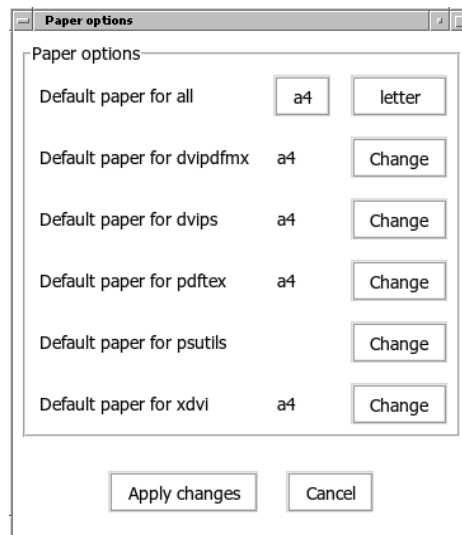 Paper options
Paper options
Default paper for all a4 letter
Default paper for dvipdfmx a4 Change
Default paper for dvips a4 Change
Default paper for pdftex a4 Change
Default paper for psutils Change
Default paper for xdvi a4 Change
Apply changes Cancel